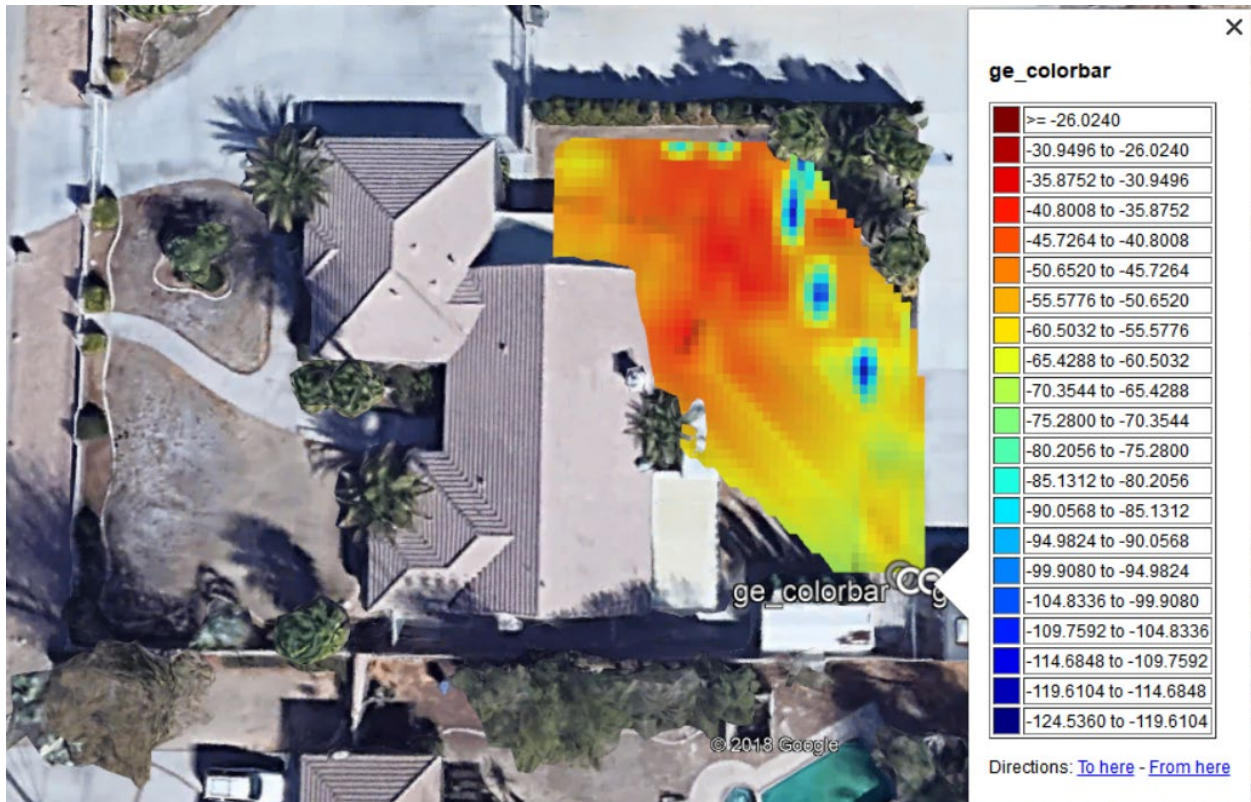 ge_colorbar
>= -26.0240
-30.9496 to -26.0240
-35.8752 to -30.9496
-40.8008 to -35.8752
-45.7264 to -40.8008
-50.6520 to -45.7264
-55.5776 to -50.6520
-60.5032 to -55.5776
-65.4288 to -60.5032
-70.3544 to -65.4288
-75.2800 to -70.3544
-80.2056 to -75.2800
-85.1312 to -80.2056
-90.0568 to -85.1312
-94.9824 to -90.0568
-99.9080 to -94.9824
-104.8336 to -99.9080
-109.7592 to -104.8336
-114.6848 to -109.7592
-119.6104 to -114.6848
-124.5360 to -119.6104
Directions: To here - From here
ge_colorbar
© 2018 Google